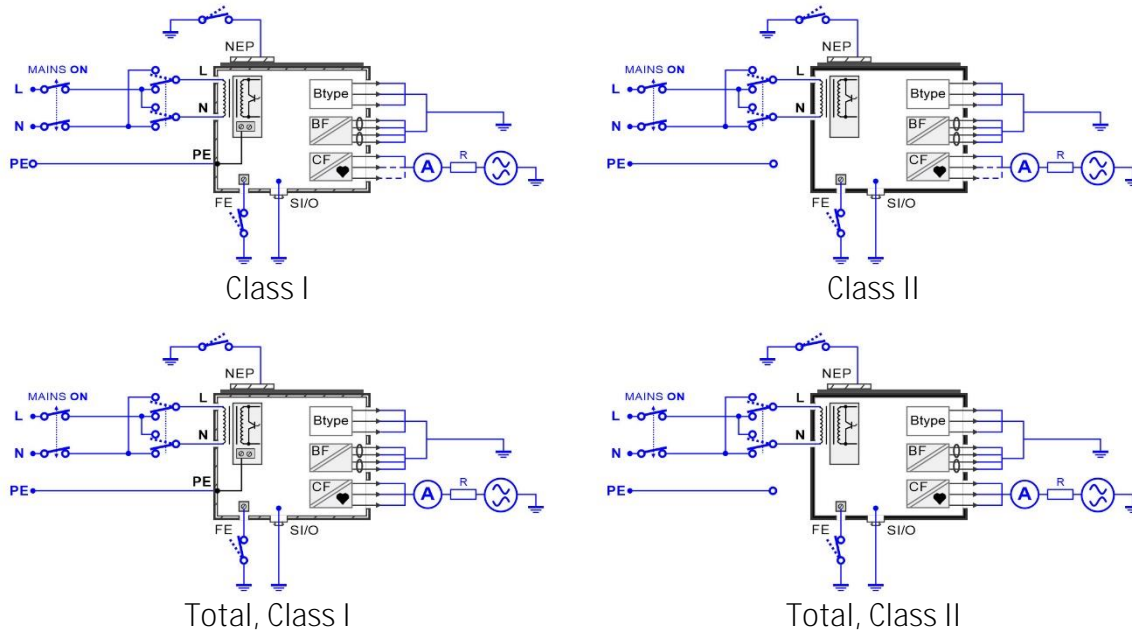 NEP
MAINS ON
L
L
Btype
N
N
BF
PE
PE
CF
A
R
FE
SI/O
Class I
NEP
MAINS ON
L
L
Btype
N
N
BF
PE
CF
A
R
FE
SI/O
Class II
NEP
MAINS ON
L
L
Btype
N
N
BF
PE
PE
CF
A
R
FE
SI/O
Total, Class I
NEP
MAINS ON
L
L
Btype
N
N
BF
PE
CF
A
R
FE
SI/O
Total, Class II